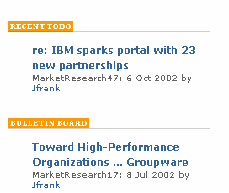 RECENT TODO
re: IBM sparks portal with 23
new partnerships
MarketResearch47: 6 Oct 2002 by
Jfrank
BULLETIN BOARD
Toward High-Performance
Organizations ... Groupware
MarketResearch17: 8 Jul 2002 by
Jfrank